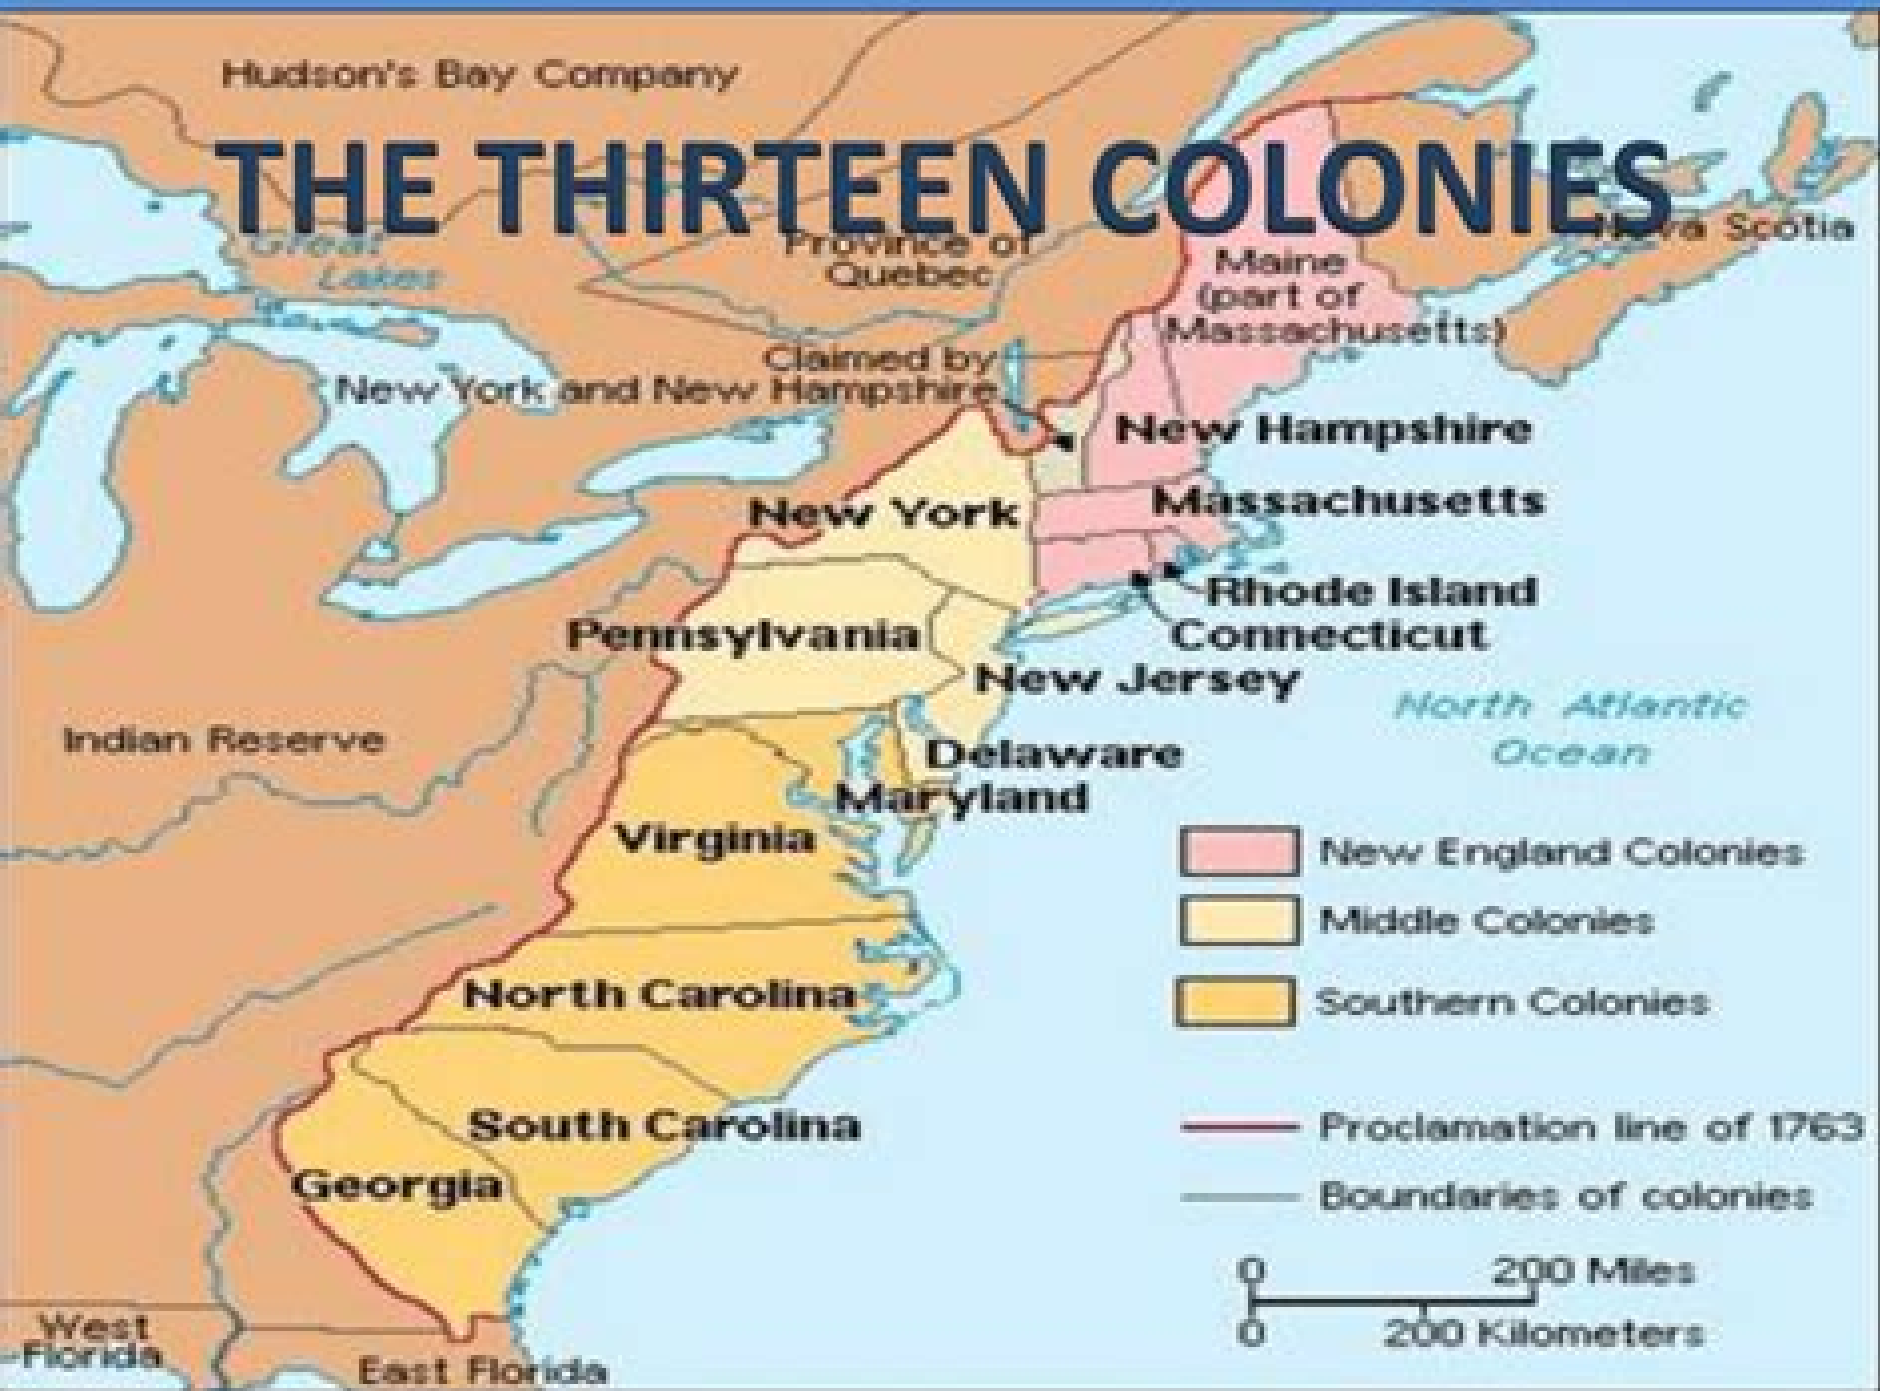 Hudson's Bay Company
THE THIRTEEN COLONIES
Great
Lakes
Province of
Quebec
Nova Scotia
Maine
(part of
Massachusetts)
Claimed by
New York and New Hampshire
New Hampshire
New York
Massachusetts
Rhode Island
Pennsylvania
Connecticut
New Jersey
North Atlantic
Ocean
Indian Reserve
Delaware
Maryland
Virginia
New England Colonies
Middle Colonies
North Carolina
Southern Colonies
South Carolina
Proclamation line of 1763
Georgia
Boundaries of colonies
0 200 Miles
0 200 Kilometers
West
Florida
East Florida